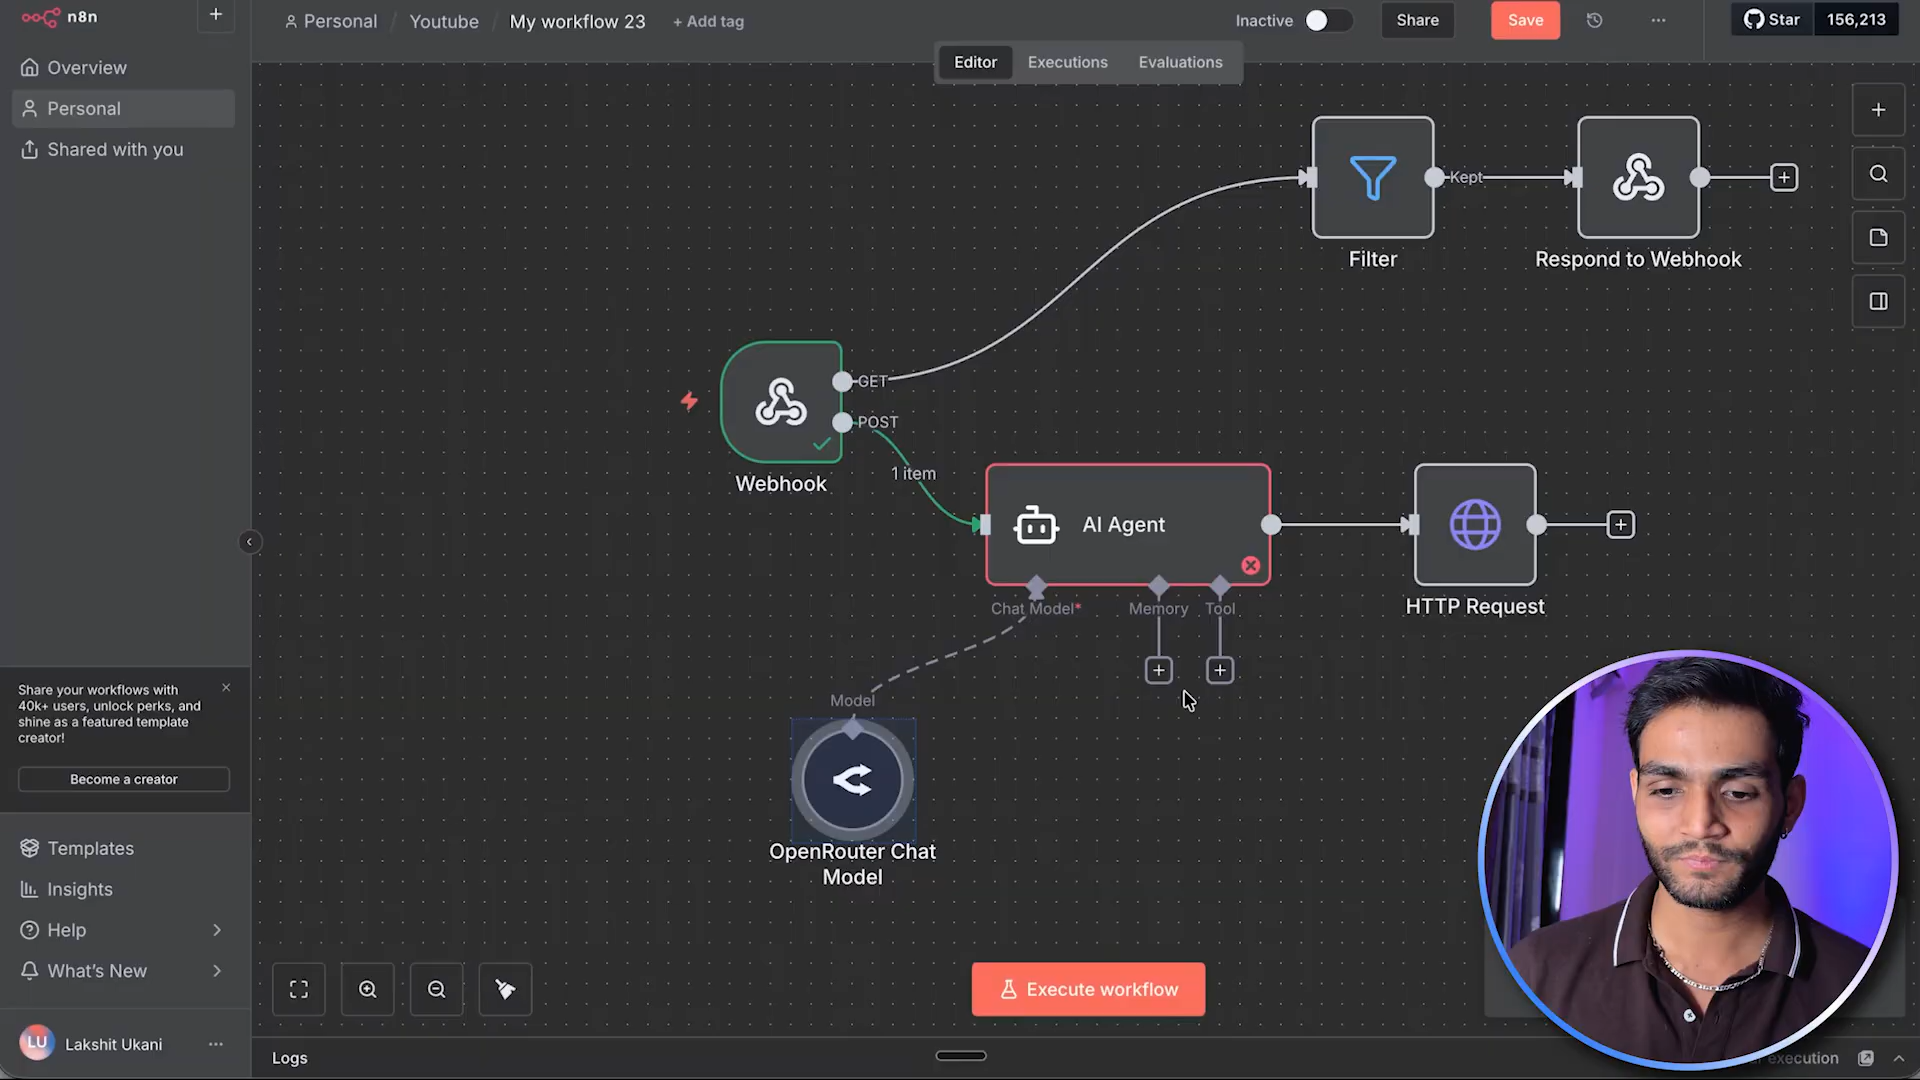 n8n
Personal / Youtube / My workflow 23 + Add tag
Inactive
Share
Save
Star 156,213
Editor Executions Evaluations
Overview
Personal
Shared with you
Kept
Filter
Respond to Webhook
GET
POST
1 item
Webhook
AI Agent
Chat Model*
Memory
Tool
HTTP Request
Model
OpenRouter Chat
Model
Share your workflows with
40k+ users, unlock perks, and
shine as a featured template
creator!
Become a creator
Templates
Insights
Help
What's New
Execute workflow
LU
Lakshit Ukani
Logs
execution